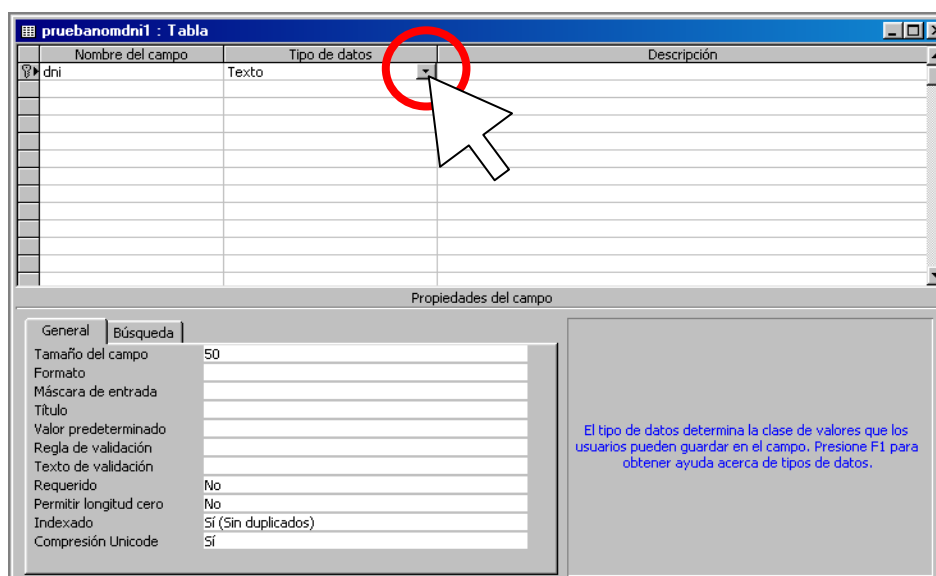 pruebanomdni1 : Tabla
Nombre del campo Tipo de datos Descripción
dni Texto
Propiedades del campo
General Búsqueda
Tamaño del campo 50
Formato
Máscara de entrada
Título
Valor predeterminado
Regla de validación
Texto de validación
Requerido No
Permitir longitud cero No
Indexado Sí (Sin duplicados)
Compresión Unicode Sí
El tipo de datos determina la clase de valores que los
usuarios pueden guardar en el campo. Presione F1 para
obtener ayuda acerca de tipos de datos.